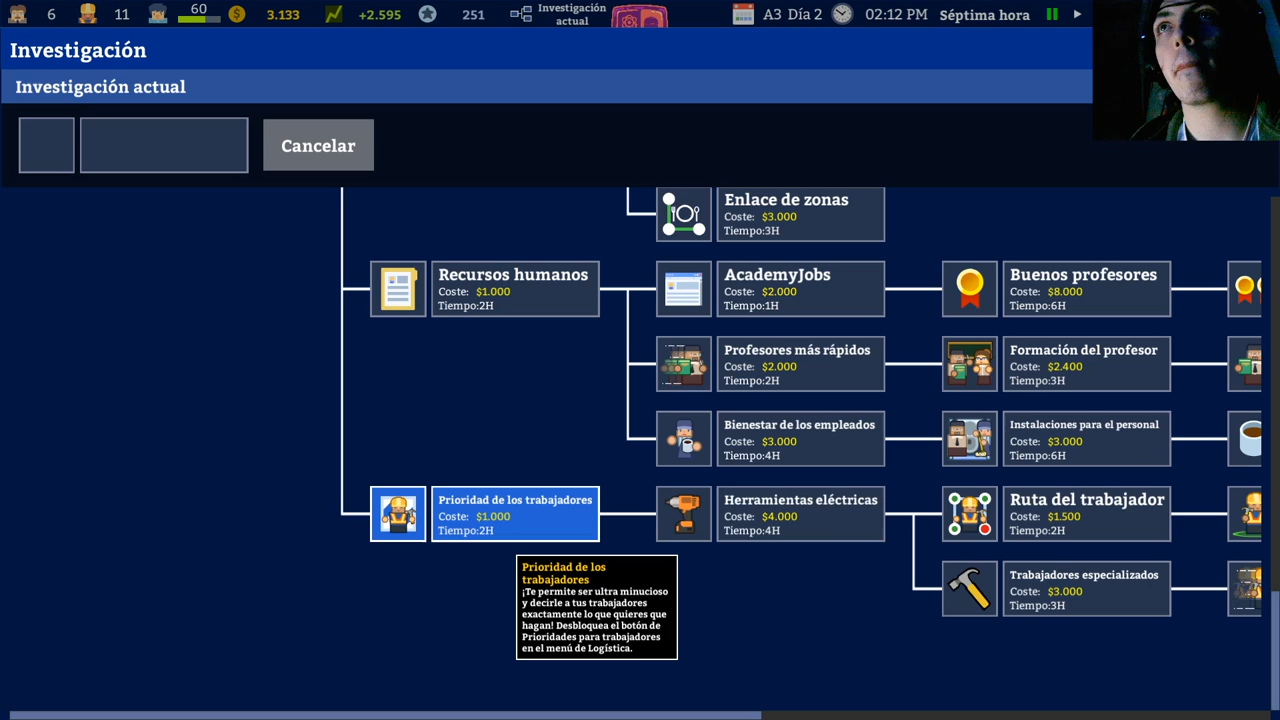 6
11
60
3.133
+2.595
251
Investigación
actual
A3 Día 2
02:12 PM
Séptima hora
Investigación
Investigación actual
Cancelar
Enlace de zonas
Coste: $3.000
Tiempo:3H
Recursos humanos
Coste: $1.000
Tiempo:2H
AcademyJobs
Coste: $2.000
Tiempo:1H
Buenos profesores
Coste: $8.000
Tiempo:6H
Profesores más rápidos
Coste: $2.000
Tiempo:2H
Formación del profesor
Coste: $2.400
Tiempo:3H
Bienestar de los empleados
Coste: $3.000
Tiempo:4H
Instalaciones para el personal
Coste: $3.000
Tiempo:6H
Prioridad de los trabajadores
Coste: $1.000
Tiempo:2H
Herramientas eléctricas
Coste: $4.000
Tiempo:4H
Ruta del trabajador
Coste: $1.500
Tiempo:2H
Trabajadores especializados
Coste: $3.000
Tiempo:3H
Prioridad de los
trabajadores
¡Te permite ser ultra minucioso
y decirle a tus trabajadores
exactamente lo que quieres que
hagan! Desbloquea el botón de
Prioridades para trabajadores
en el menú de Logística.